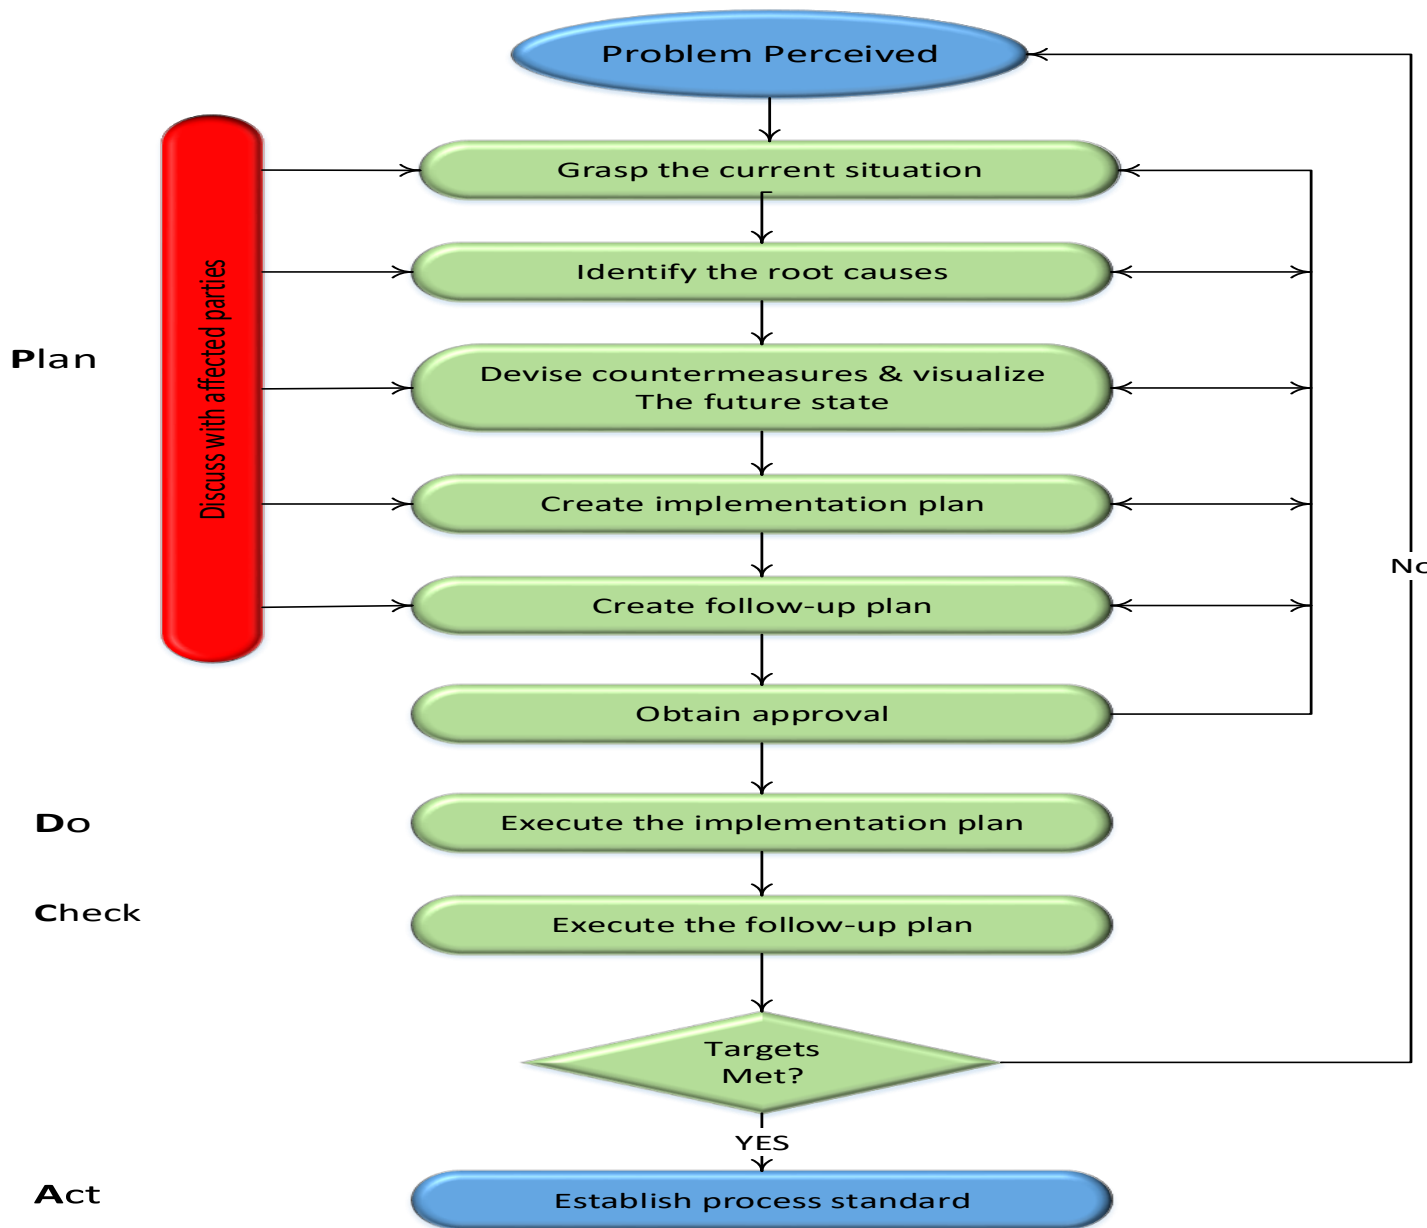 Problem Perceived
Grasp the current situation
Identify the root causes
Plan
Discuss with affected parties
Devise countermeasures & visualize
The future state
Create implementation plan
No
Create follow-up plan
Obtain approval
Do
Execute the implementation plan
Check
Execute the follow-up plan
Targets
Met?
YES
Act
Establish process standard